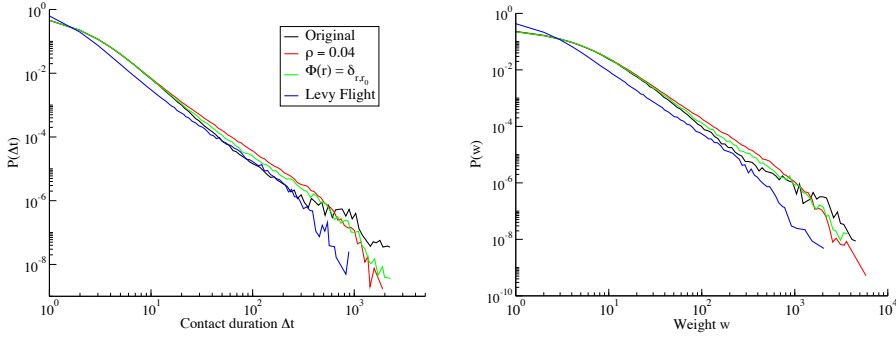 10^0
10^-2
10^-4
10^-6
10^-8
P(Δt)
10^0
10^1
10^2
10^3
Contact duration Δt
Original
ρ = 0.04
Φ(r) = δ_{r,r_0}
Levy Flight
10^0
10^-2
10^-4
10^-6
10^-8
10^-10
P(w)
10^0
10^1
10^2
10^3
10^4
Weight w